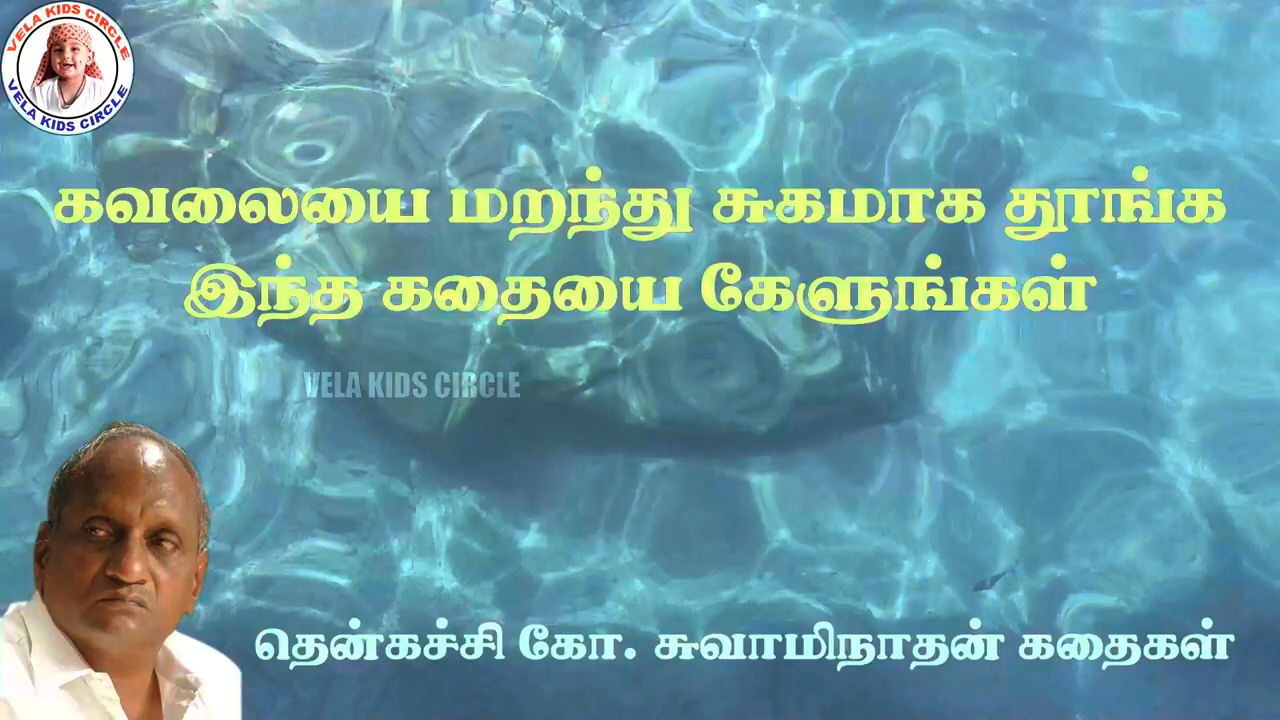 VELA KIDS CIRCLE
VELA KIDS CIRCLE
கவலையை மறந்து சுகமாக தூங்க
இந்த கதையை கேளுங்கள்
VELA KIDS CIRCLE
தென்கச்சி கோ. சுவாமிநாதன் கதைகள்